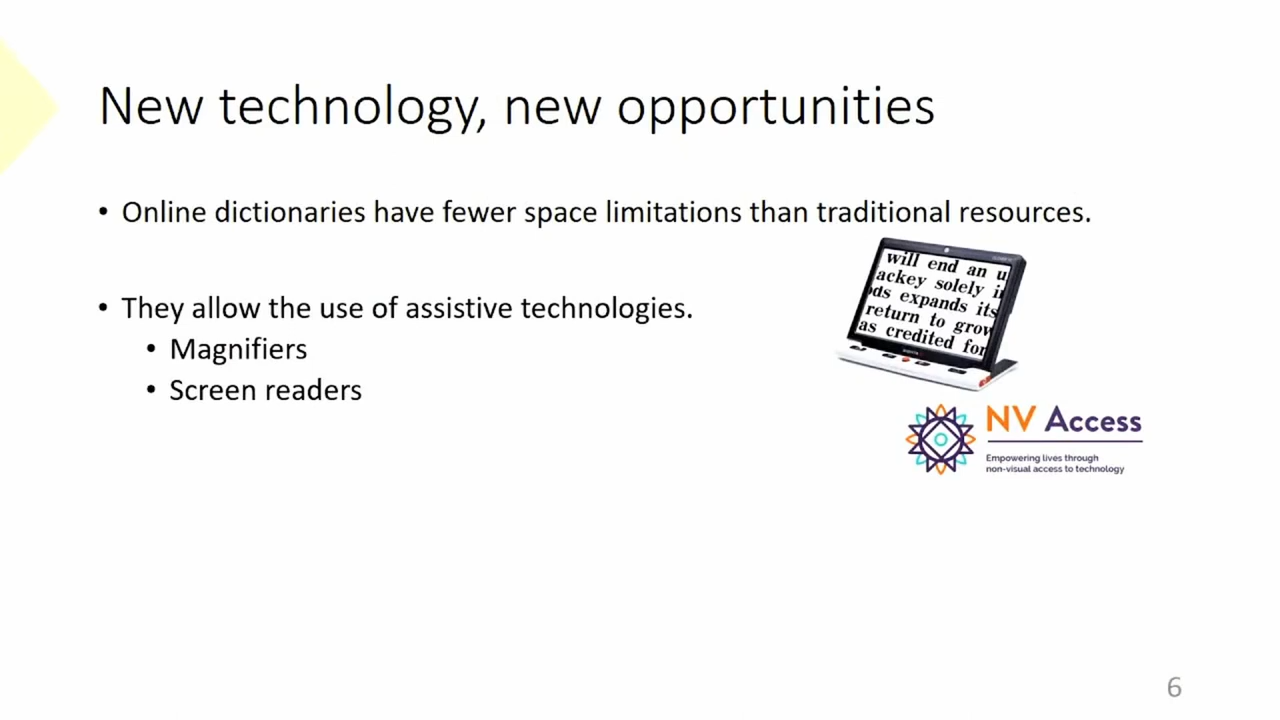 New technology, new opportunities
• Online dictionaries have fewer space limitations than traditional resources.
• They allow the use of assistive technologies.
• Magnifiers
• Screen readers
will end an u
ackey solely i
ds expands its
return to grow
as credited for
NV Access
Empowering lives through
non-visual access to technology
6